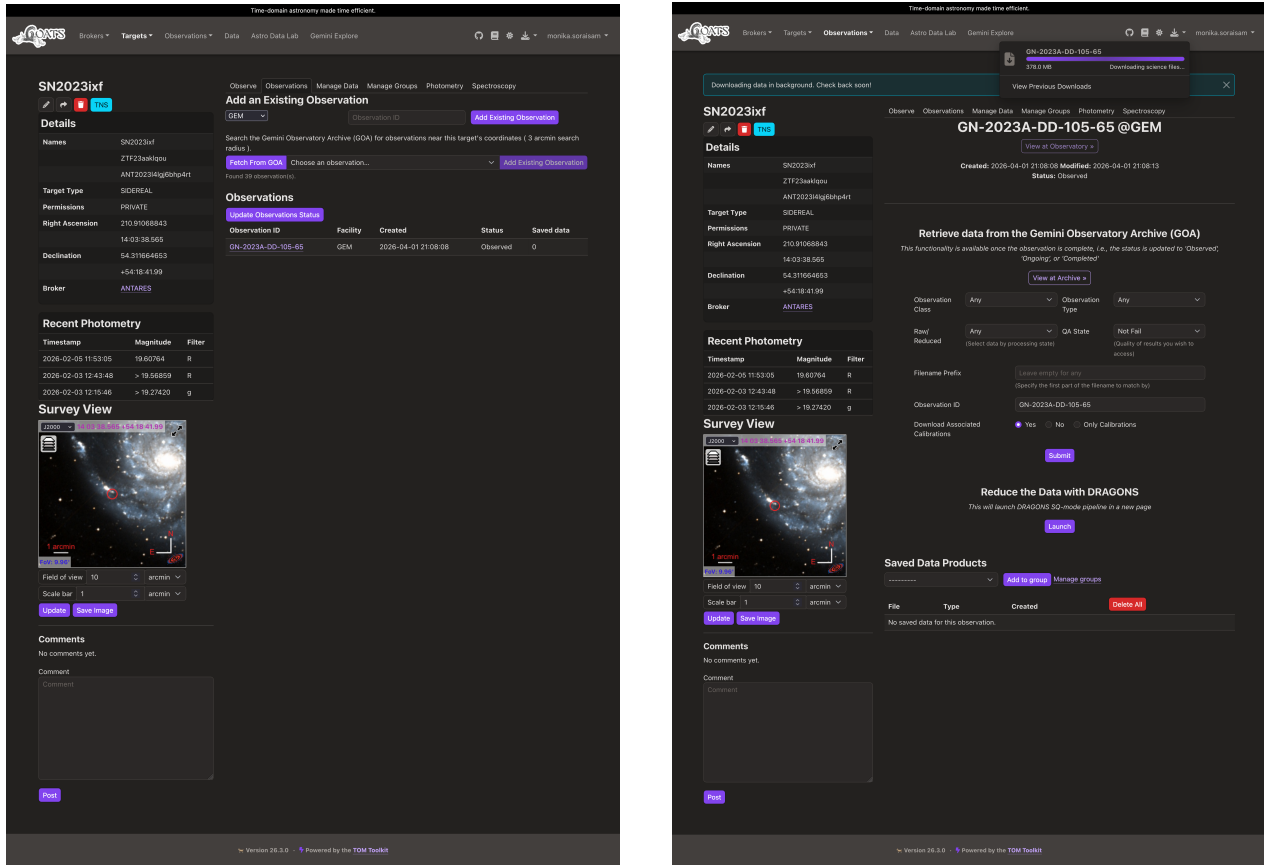 Time-domain astronomy made time efficient.
GOATS Brokers Targets Observations Data Astro Data Lab Gemini Explore monika.soraisam
SN2023ixf
TNS
Details
Names SN2023ixf
ZTF23aaklqou
ANT2023l4lgj6bhp4rt
Target Type SIDEREAL
Permissions PRIVATE
Right Ascension 210.91068843
14:03:38.565
Declination 54.311664653
+54:18:41.99
Broker ANTARES
Recent Photometry
Timestamp Magnitude Filter
2026-02-05 11:53:05 19.60764 R
2026-02-03 12:43:48 > 19.56859 R
2026-02-03 12:15:46 > 19.27420 g
Survey View
J2000 14 03 38.565 +54 18 41.99
1 arcmin
N
E
FoV: 9.96'
Field of view 10 arcmin
Scale bar 1 arcmin
Update Save Image
Comments
No comments yet.
Comment
Comment
Post
Observe Observations Manage Data Manage Groups Photometry Spectroscopy
Add an Existing Observation
GEM Observation ID Add Existing Observation
Search the Gemini Observatory Archive (GOA) for observations near this target's coordinates ( 3 arcmin search
radius ).
Fetch From GOA Choose an observation... Add Existing Observation
Found 39 observation(s).
Observations
Update Observations Status
Observation ID Facility Created Status Saved data
GN-2023A-DD-105-65 GEM 2026-04-01 21:08:08 Observed 0
Version 26.3.0 · Powered by the TOM Toolkit
Time-domain astronomy made time efficient.
GOATS Brokers Targets Observations Data Astro Data Lab Gemini Explore monika.soraisam
GN-2023A-DD-105-65
378.0 MB Downloading science files...
View Previous Downloads
Downloading data in background. Check back soon!
SN2023ixf
TNS
Details
Names SN2023ixf
ZTF23aaklqou
ANT2023l4lgj6bhp4rt
Target Type SIDEREAL
Permissions PRIVATE
Right Ascension 210.91068843
14:03:38.565
Declination 54.311664653
+54:18:41.99
Broker ANTARES
Recent Photometry
Timestamp Magnitude Filter
2026-02-05 11:53:05 19.60764 R
2026-02-03 12:43:48 > 19.56859 R
2026-02-03 12:15:46 > 19.27420 g
Survey View
J2000 14 03 38.565 +54 18 41.99
1 arcmin
N
E
FoV: 9.96'
Field of view 10 arcmin
Scale bar 1 arcmin
Update Save Image
Comments
No comments yet.
Comment
Comment
Post
Observe Observations Manage Data Manage Groups Photometry Spectroscopy
GN-2023A-DD-105-65 @GEM
View at Observatory »
Created: 2026-04-01 21:08:08 Modified: 2026-04-01 21:08:13
Status: Observed
Retrieve data from the Gemini Observatory Archive (GOA)
This functionality is available once the observation is complete, i.e., the status is updated to 'Observed',
'Ongoing', or 'Completed'
View at Archive »
Observation Class Any Observation Type Any
Raw/ Reduced Any QA State Not Fail
(Select data by processing state) (Quality of results you wish to access)
Filename Prefix Leave empty for any
(Specify the first part of the filename to match by)
Observation ID GN-2023A-DD-105-65
Download Associated Calibrations Yes No Only Calibrations
Submit
Reduce the Data with DRAGONS
This will launch DRAGONS SQ-mode pipeline in a new page
Launch
Saved Data Products
--------- Add to group Manage groups
File Type Created Delete All
No saved data for this observation.
Version 26.3.0 · Powered by the TOM Toolkit